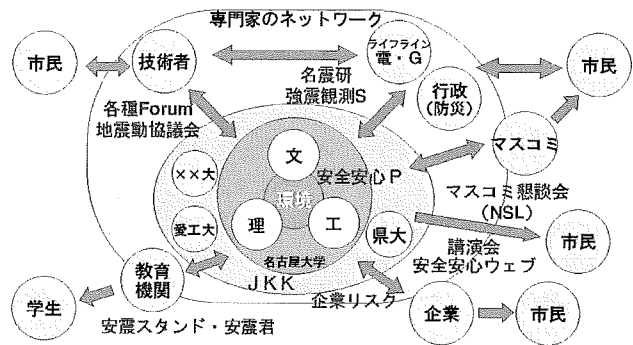 専門家のネットワーク
市民
技術者
ライフライン
電・G
市民
名震研
強震観測S
行政
(防災)
各種Forum
地震動協議会
文
マスコミ
××大
環境
安全安心P
マスコミ懇談会
(NSL)
愛工大
理
工
県大
講演会
安全安心ウェブ
市民
名古屋大学
教育
機関
JKK
企業リスク
学生
安震スタンド・安震君
企業
市民